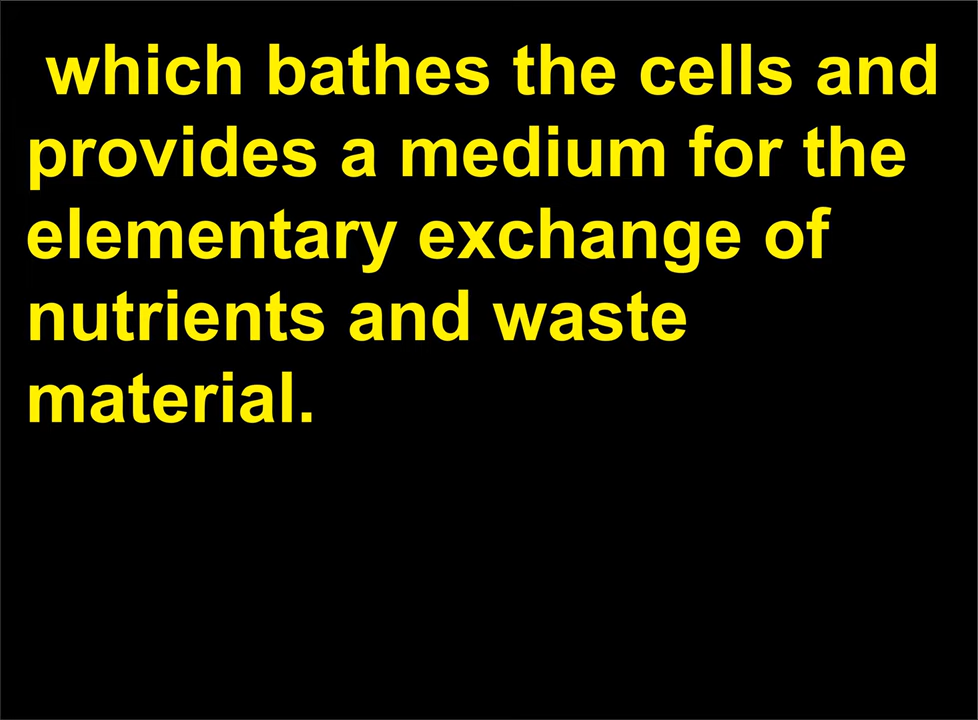 which bathes the cells and
provides a medium for the
elementary exchange of
nutrients and waste
material.